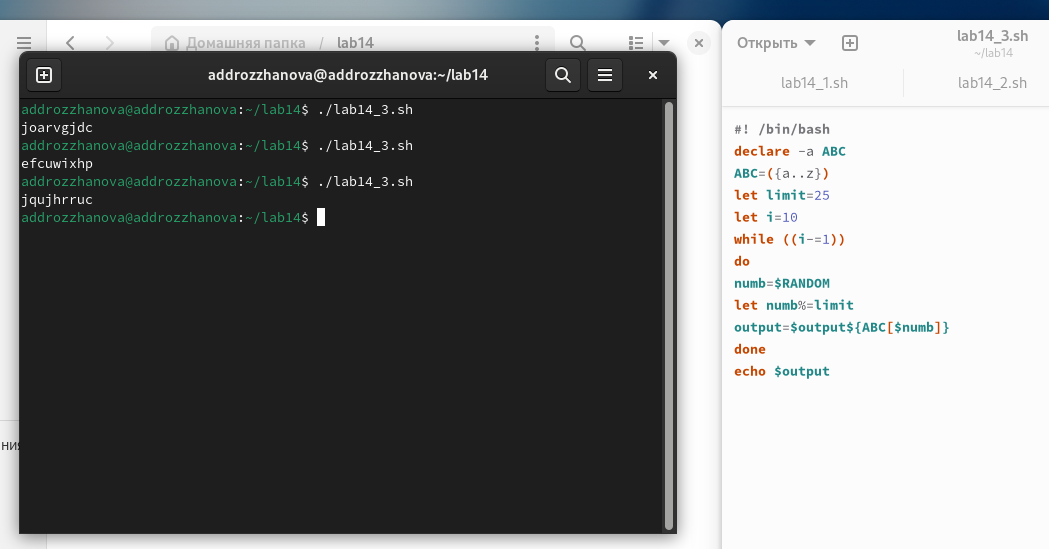 Домашняя папка / lab14
addrozzhanova@addrozzhanova:~/lab14
addrozzhanova@addrozzhanova:~/lab14$ ./lab14_3.sh
joarvgjdc
addrozzhanova@addrozzhanova:~/lab14$ ./lab14_3.sh
efcuwixhp
addrozzhanova@addrozzhanova:~/lab14$ ./lab14_3.sh
jqujhrruc
addrozzhanova@addrozzhanova:~/lab14$
Открыть
lab14_3.sh
~/lab14
lab14_1.sh
lab14_2.sh
#! /bin/bash
declare -a ABC
ABC=({a..z})
let limit=25
let i=10
while ((i-=1))
do
numb=$RANDOM
let numb%=limit
output=$output${ABC[$numb]}
done
echo $output